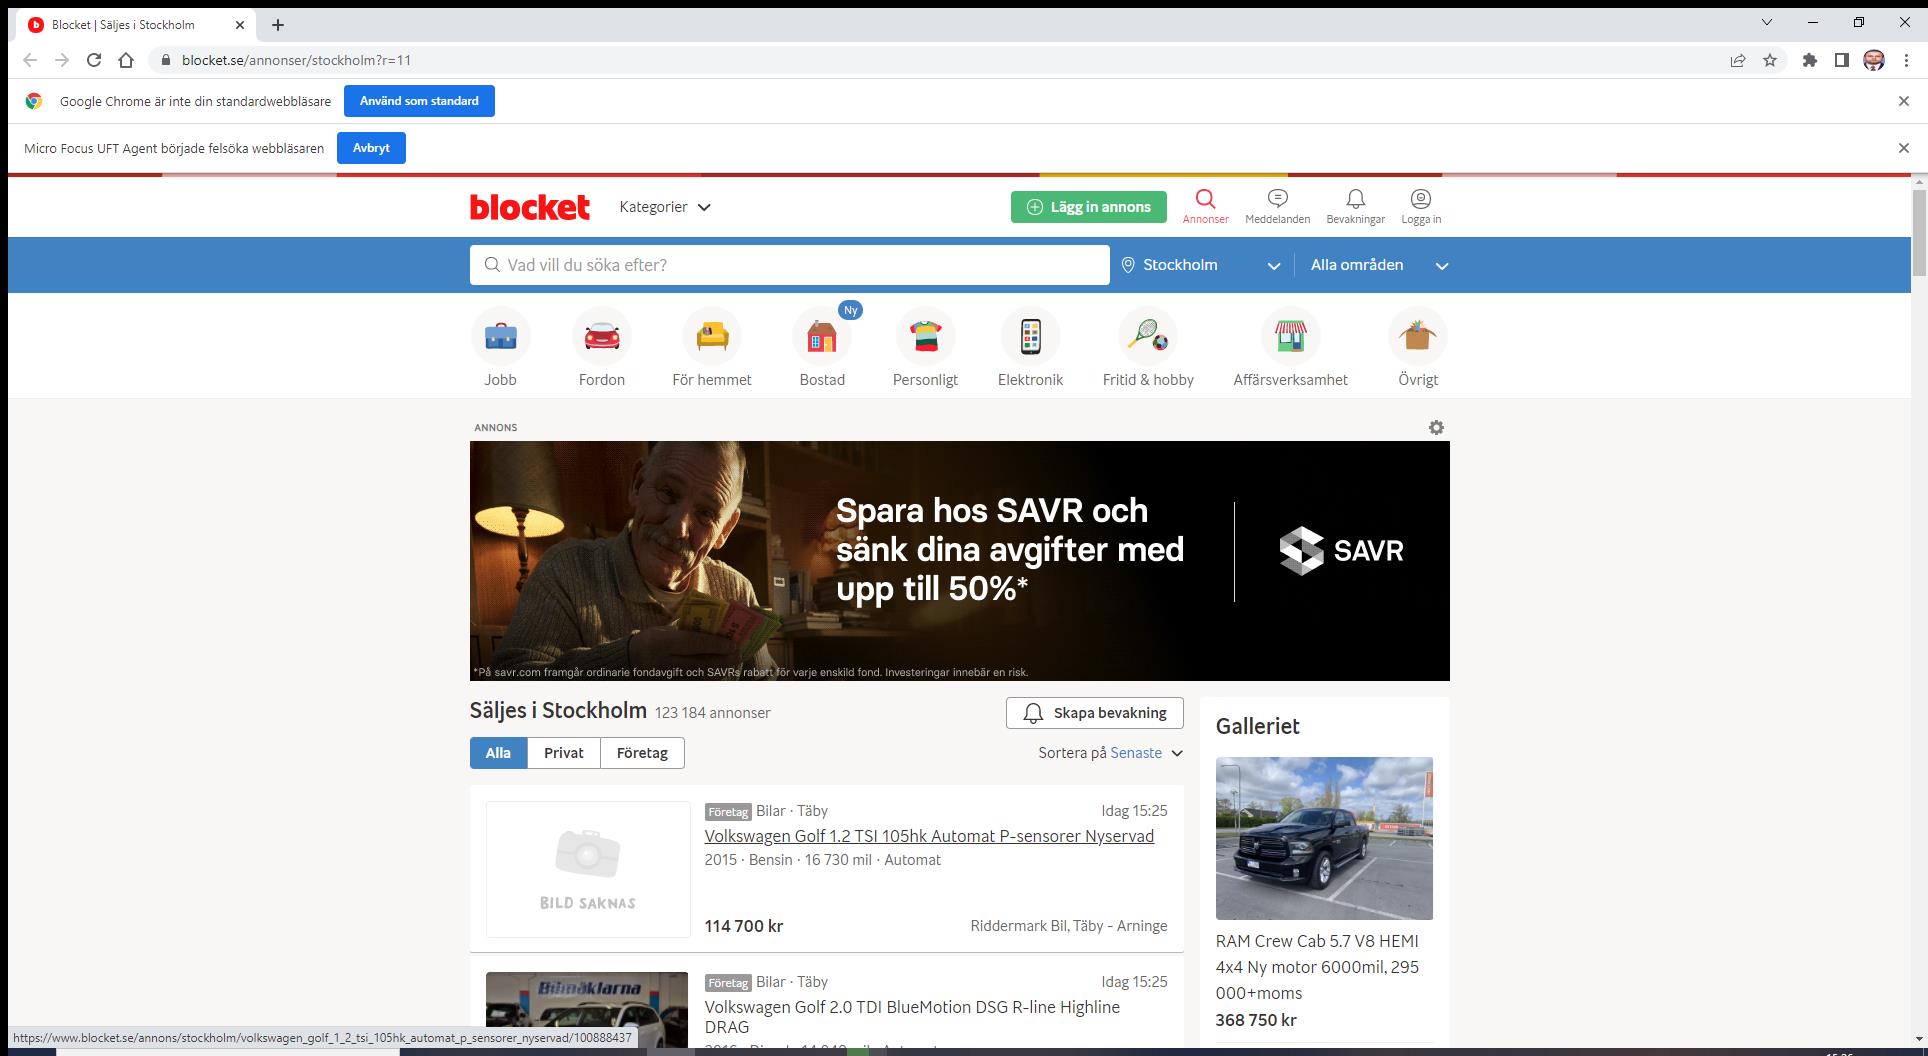 Blocket | Säljes i Stockholm
blocket.se/annonser/stockholm?r=11
Google Chrome är inte din standardwebbläsare
Använd som standard
Micro Focus UFT Agent började felsöka webbläsaren
Avbryt
blocket
Kategorier
Lägg in annons
Annonser
Meddelanden
Bevakningar
Logga in
Vad vill du söka efter?
Stockholm
Alla områden
Ny
Jobb
Fordon
För hemmet
Bostad
Personligt
Elektronik
Fritid & hobby
Affärsverksamhet
Övrigt
ANNONS
Spara hos SAVR och
sänk dina avgifter med
upp till 50%*
SAVR
*På savr.com framgår ordinarie fondavgift och SAVRs rabatt för varje enskild fond. Investeringar innebär en risk.
Säljes i Stockholm 123 184 annonser
Skapa bevakning
Alla
Privat
Företag
Sortera på Senaste
Företag Bilar · Täby
Idag 15:25
Volkswagen Golf 1.2 TSI 105hk Automat P-sensorer Nyservad
2015 · Bensin · 16 730 mil · Automat
BILD SAKNAS
114 700 kr
Riddermark Bil, Täby - Arninge
Bilmäklarna
Företag Bilar · Täby
Idag 15:25
Volkswagen Golf 2.0 TDI BlueMotion DSG R-line Highline
DRAG
Galleriet
RAM Crew Cab 5.7 V8 HEMI
4x4 Ny motor 6000mil, 295
000+moms
368 750 kr
https://www.blocket.se/annons/stockholm/volkswagen_golf_1_2_tsi_105hk_automat_p_sensorer_nyservad/100888437